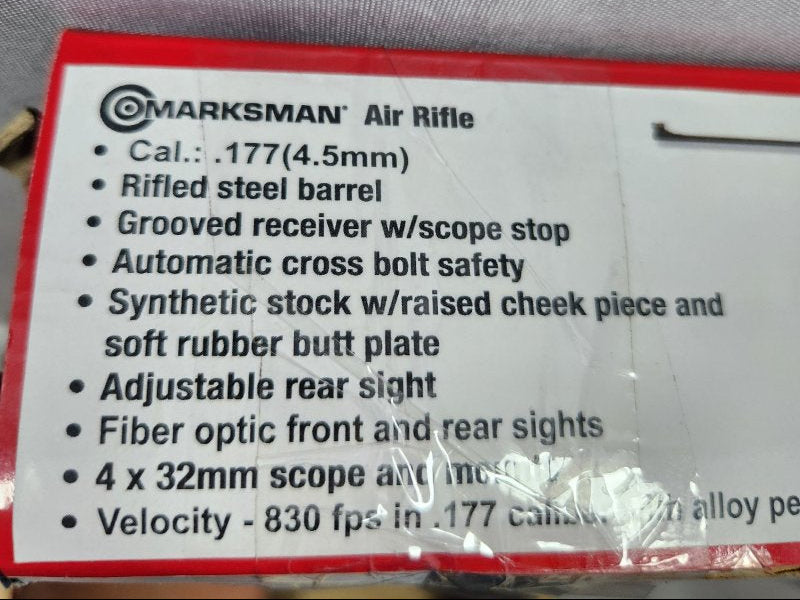 MARKSMAN® Air Rifle
• Cal.: .177(4.5mm)
• Rifled steel barrel
• Grooved receiver w/scope stop
• Automatic cross bolt safety
• Synthetic stock w/raised cheek piece and
soft rubber butt plate
• Adjustable rear sight
• Fiber optic front and rear sights
• 4 x 32mm scope and
• Velocity - 830 fps in .177 alloy